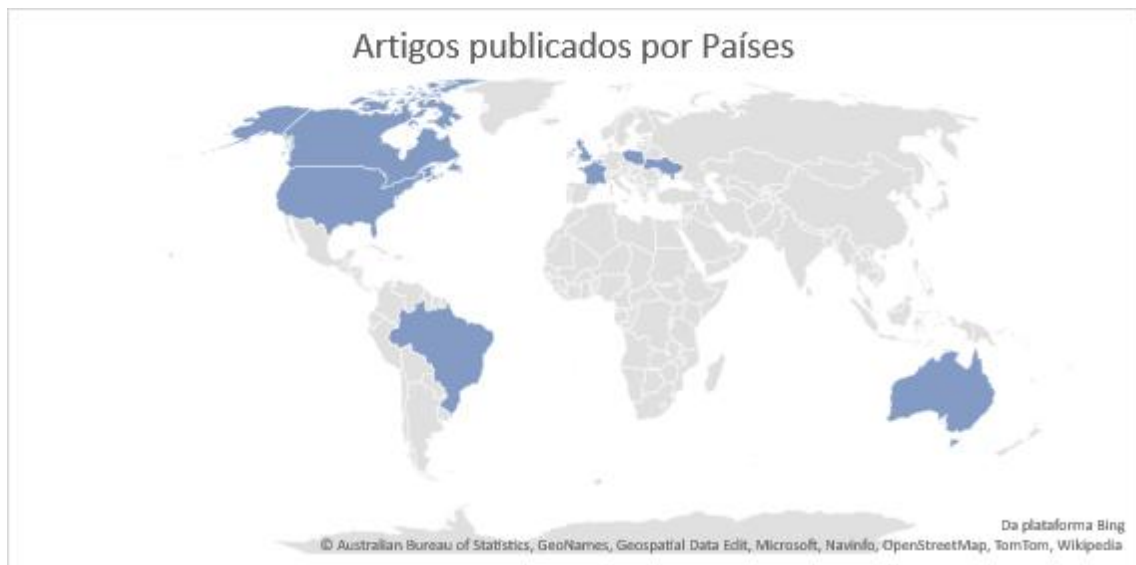 Artigos publicados por Países
Da plataforma Bing
© Australian Bureau of Statistics, GeoNames, Geospatial Data Edit, Microsoft, Navinfo, OpenStreetMap, TomTom, Wikipedia